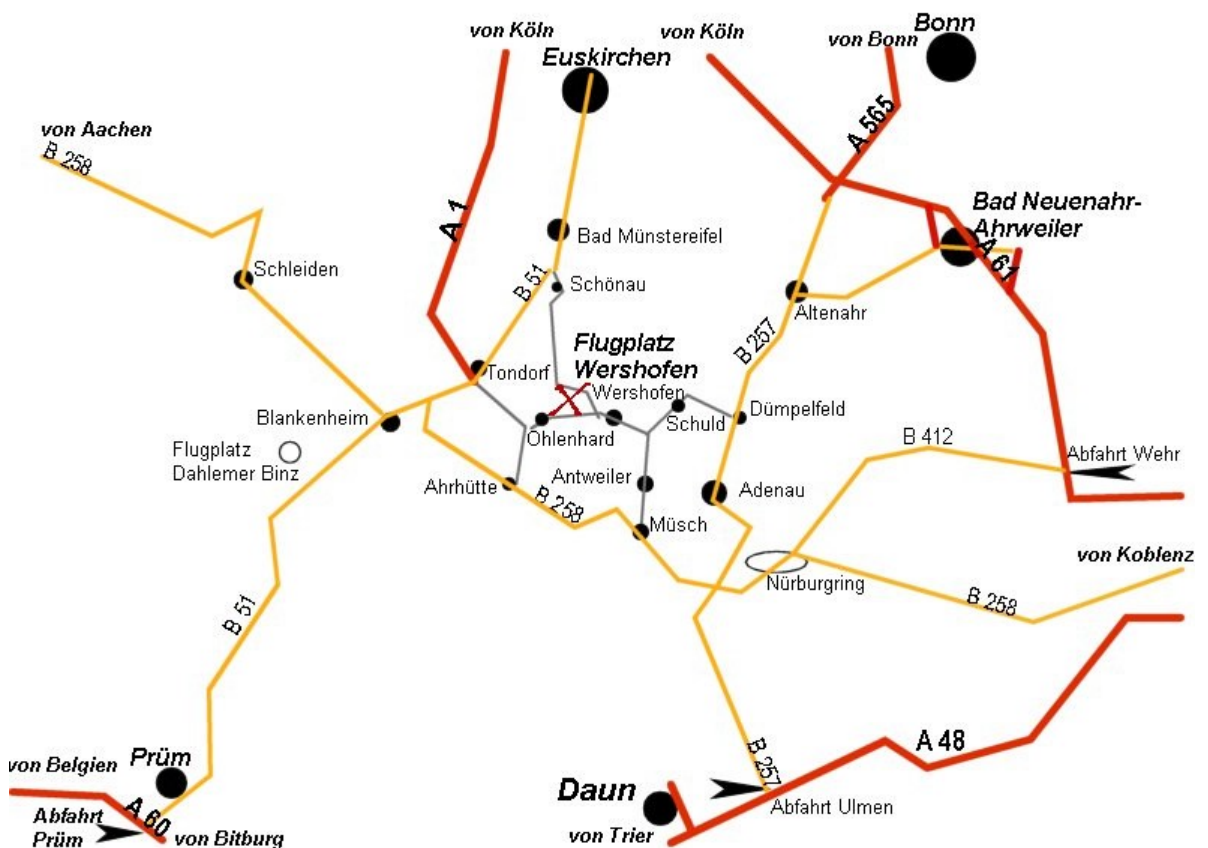 von Köln
von Köln
von Bonn
Bonn
Euskirchen
von Aachen
B 258
A 565
A 1
Bad Neuenahr-
Ahrweiler
Bad Münstereifel
A 61
Schleiden
B 51
Schönau
Altenahr
B 257
Flugplatz
Wershofen
Tondorf
Wershofen
Blankenheim
Ohlenhard
Schuld
Dümpelfeld
Flugplatz
Dahlemer Binz
B 412
Abfahrt Wehr
Ahrhütte
Antweiler
Adenau
B 258
Müsch
von Koblenz
Nürburgring
B 258
B 51
A 48
Prüm
von Belgien
B 257
Daun
Abfahrt Ulmen
A 60
Abfahrt
Prüm
von Bitburg
von Trier